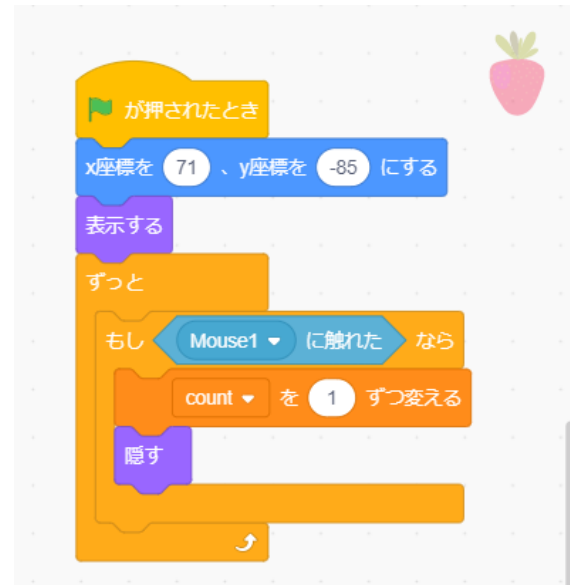 が押されたとき
x座標を 71 、y座標を -85 にする
表示する
ずっと
もし Mouse1 に触れた なら
count を 1 ずつ変える
隠す